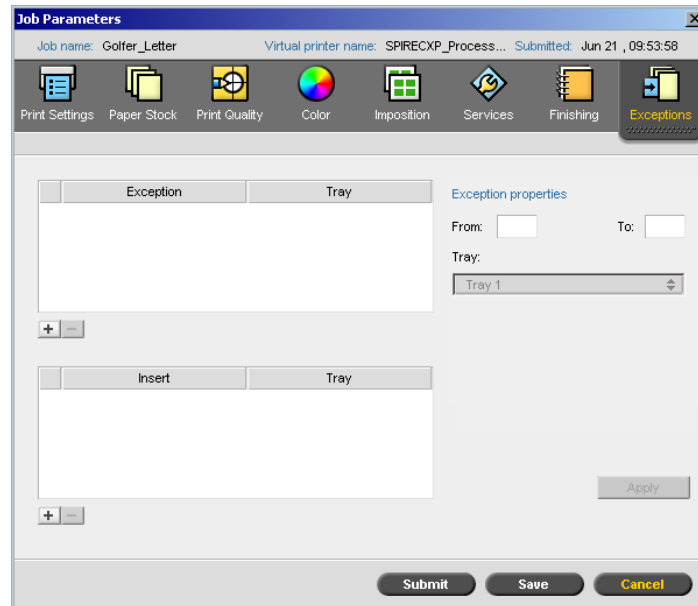 Job Parameters
Job name: Golfer_Letter Virtual printer name: SPIRECXP_Process... Submitted: Jun 21 , 09:53:58
Print Settings Paper Stock Print Quality Color Imposition Services Finishing Exceptions
Exception Tray
Exception properties
From: To:
Tray:
Tray 1
Insert Tray
Apply
Submit Save Cancel